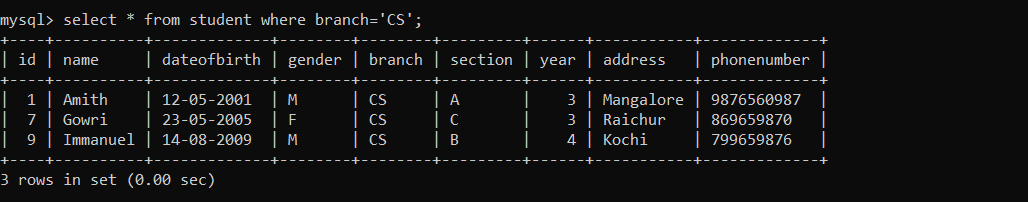 mysql> select * from student where branch='CS';
+----+----------+-------------+--------+--------+---------+------+-----------+-------------+
| id | name     | dateofbirth | gender | branch | section | year | address   | phonenumber |
+----+----------+-------------+--------+--------+---------+------+-----------+-------------+
|  1 | Amith    | 12-05-2001  | M      | CS     | A       |    3 | Mangalore | 9876560987  |
|  7 | Gowri    | 23-05-2005  | F      | CS     | C       |    3 | Raichur   | 869659870   |
|  9 | Immanuel | 14-08-2009  | M      | CS     | B       |    4 | Kochi     | 799659876   |
+----+----------+-------------+--------+--------+---------+------+-----------+-------------+
3 rows in set (0.00 sec)